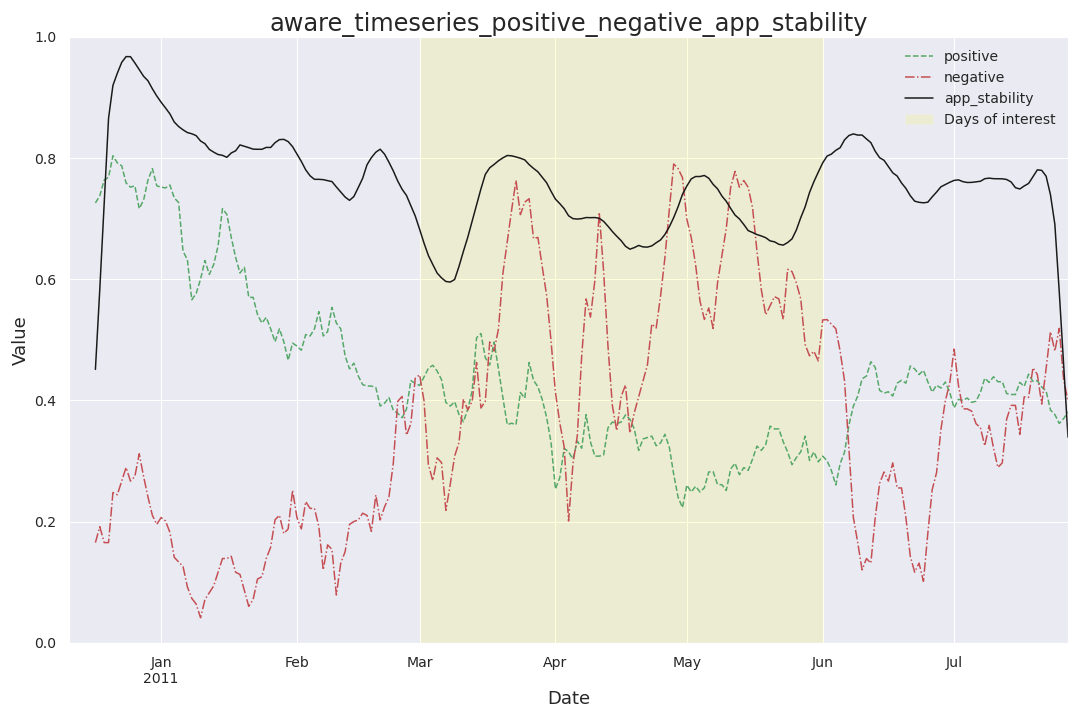 aware_timeseries_positive_negative_app_stability
1.0
0.8
0.6
0.4
0.2
0.0
Value
positive
negative
app_stability
Days of interest
Jan
2011
Feb
Mar
Apr
May
Jun
Jul
Date